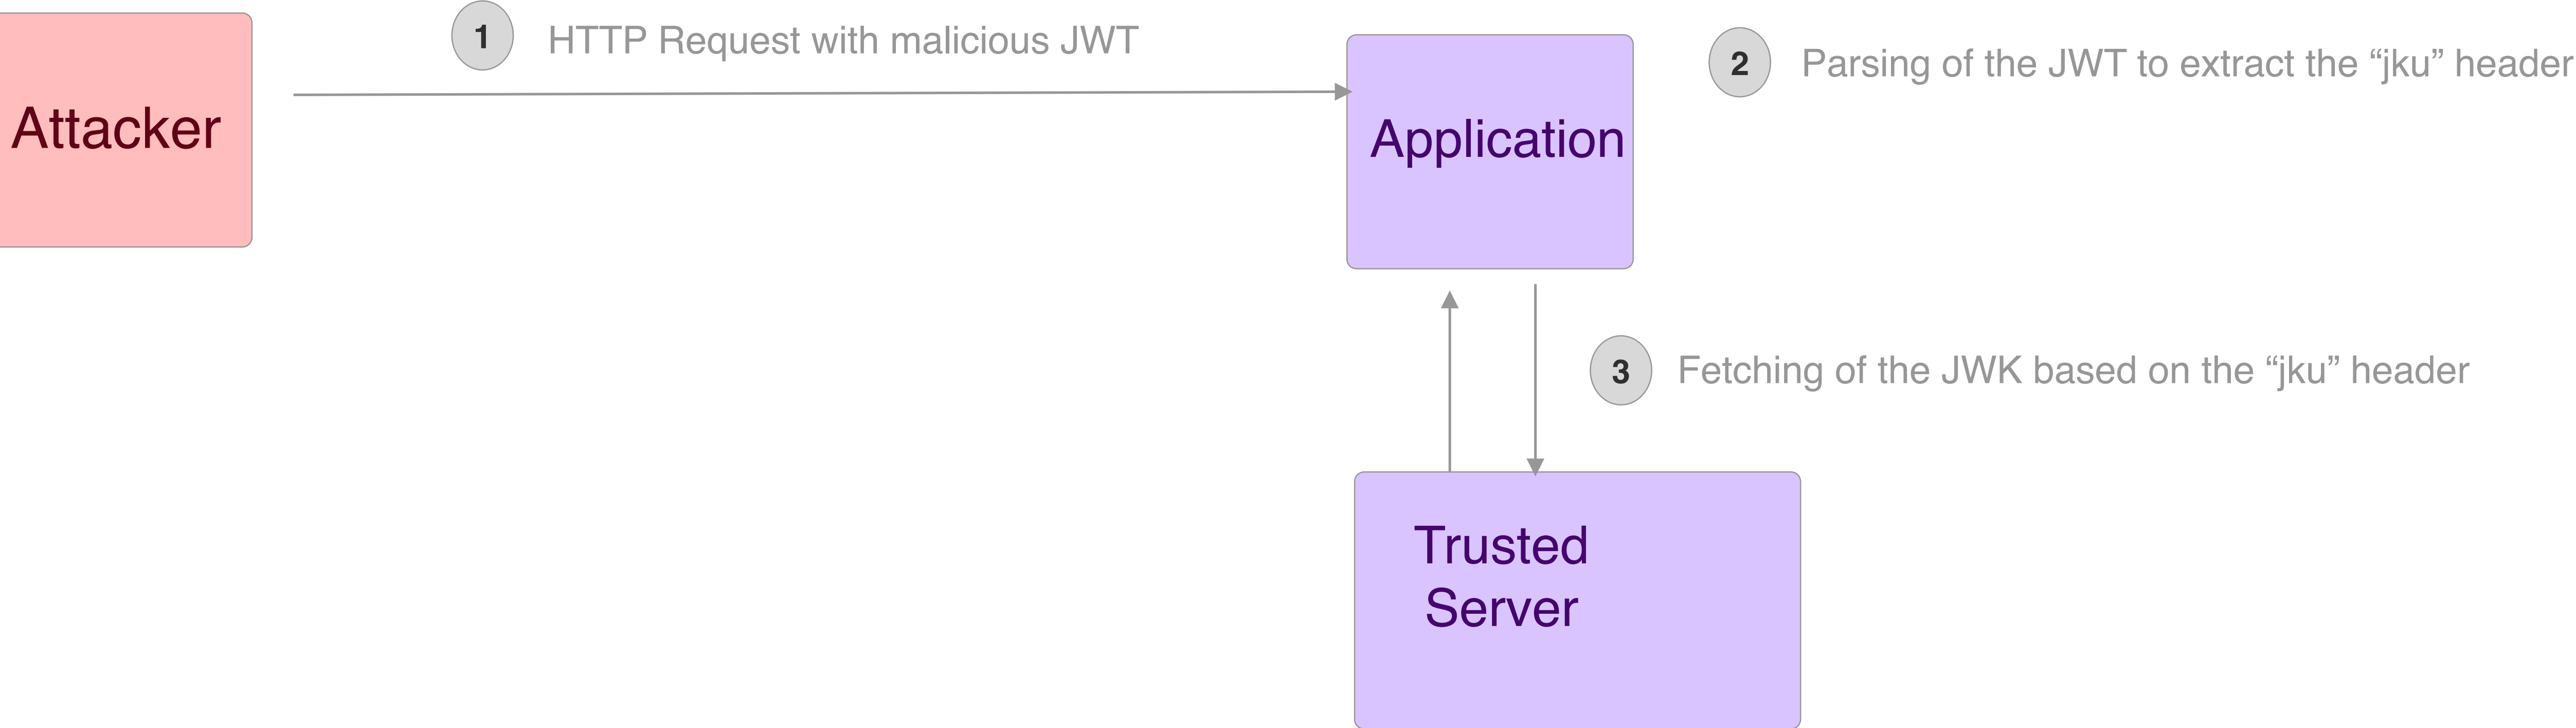 1
HTTP Request with malicious JWT
Attacker
Application
2
Parsing of the JWT to extract the “jku” header
3
Fetching of the JWK based on the “jku” header
Trusted
Server